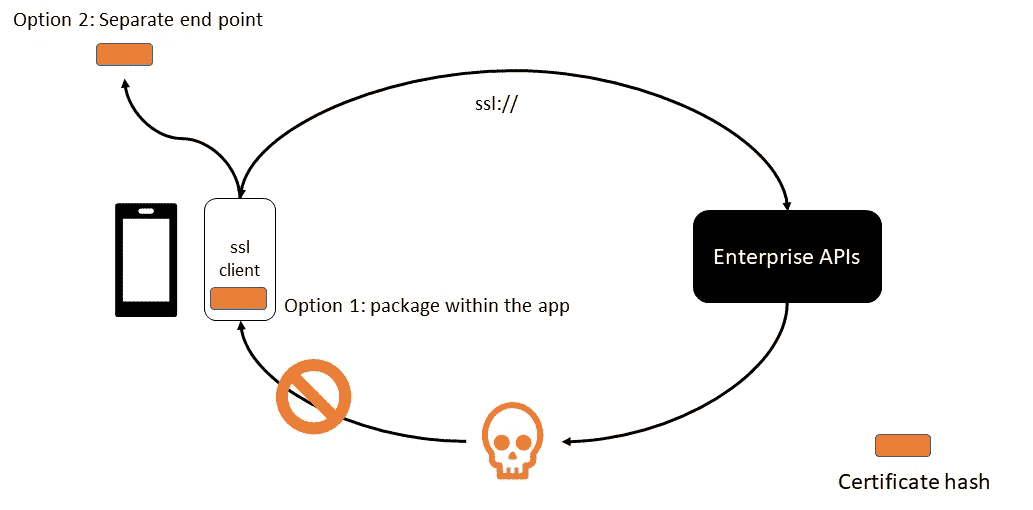 Option 2: Separate end point
ssl://
ssl
client
Enterprise APIs
Option 1: package within the app
Certificate hash